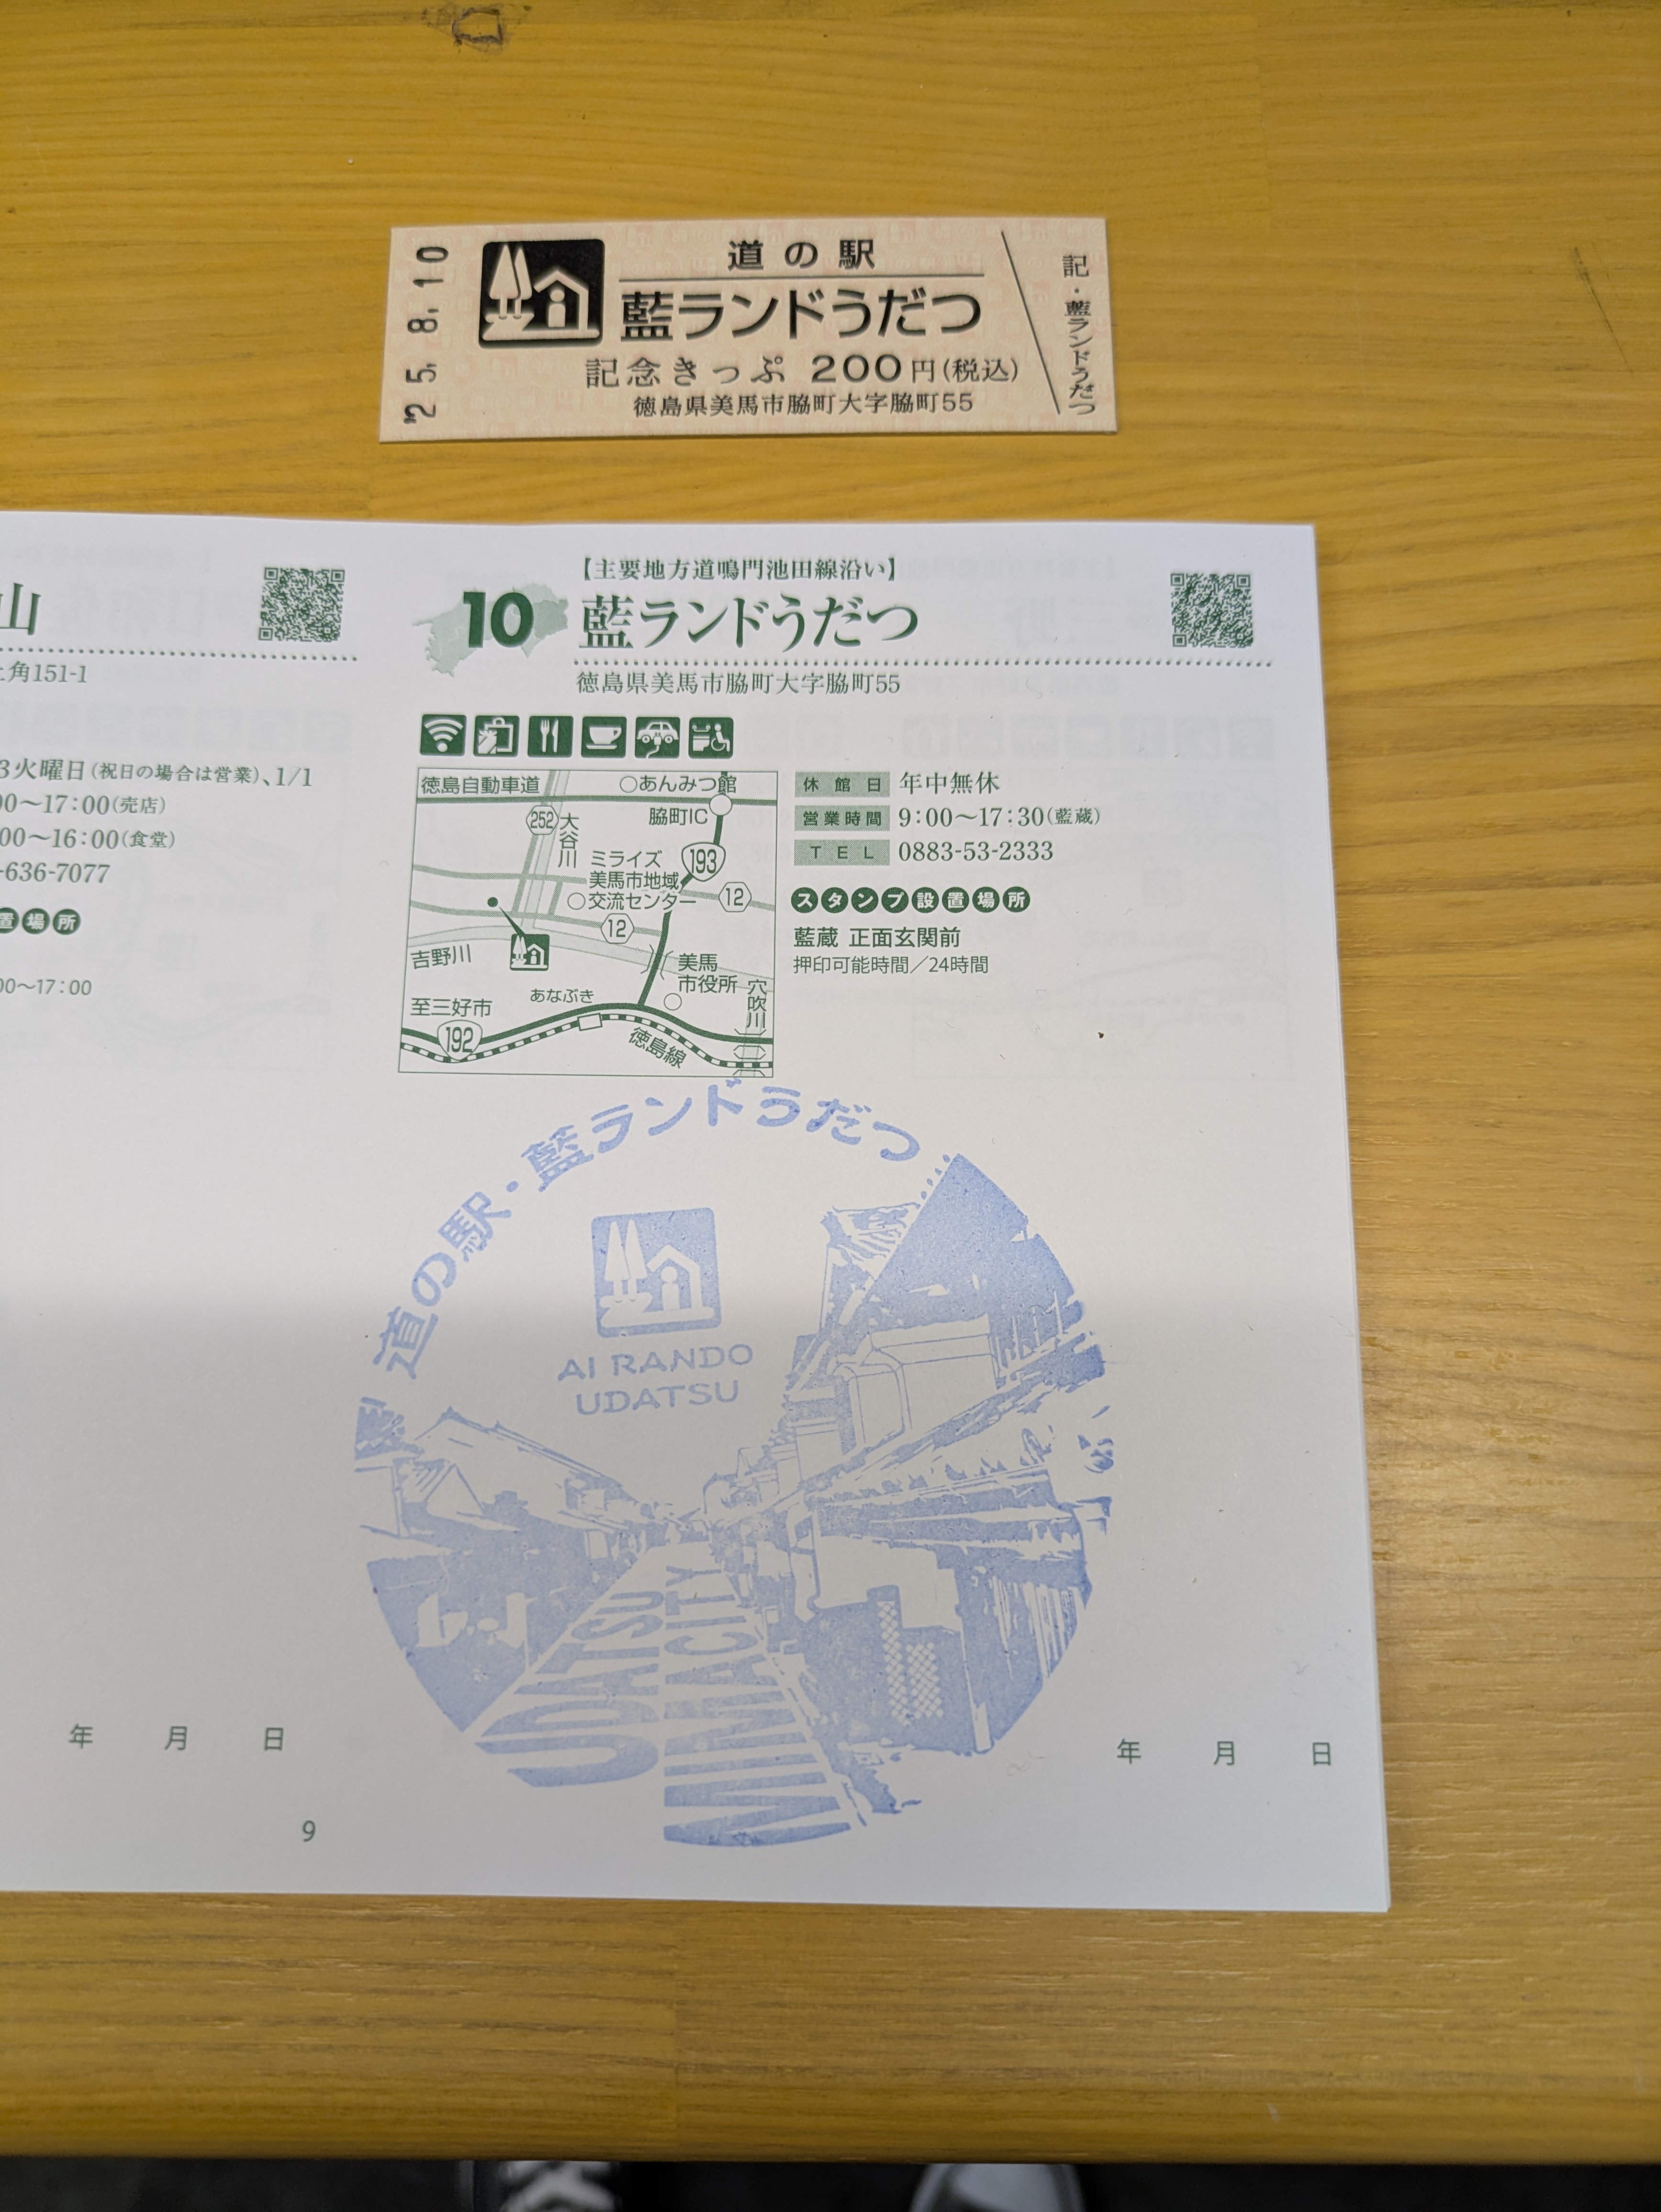 25.8.10
道の駅
藍ランドうだつ
記念きっぷ 200円(税込)
徳島県美馬市脇町大字脇町55
記・藍ランドうだつ
山
角151-1
3火曜日(祝日の場合は営業)、1/1
00～17:00(売店)
00～16:00(食堂)
-636-7077
置場所
00～17:00
年 月 日
9
【主要地方道鳴門池田線沿い】
10 藍ランドうだつ
徳島県美馬市脇町大字脇町55
徳島自動車道
あんみつ館
脇町IC
252
大谷川
193
ミライズ
美馬市地域
交流センター
12
12
吉野川
美馬
市役所
穴吹川
あなぶき
至三好市
192
徳島線
休館日 年中無休
営業時間 9:00～17:30(藍蔵)
TEL 0883-53-2333
スタンプ設置場所
藍蔵 正面玄関前
押印可能時間／24時間
道の駅・藍ランドうだつ
AI RANDO
UDATSU
UDATSU
MIMACITY
年 月 日